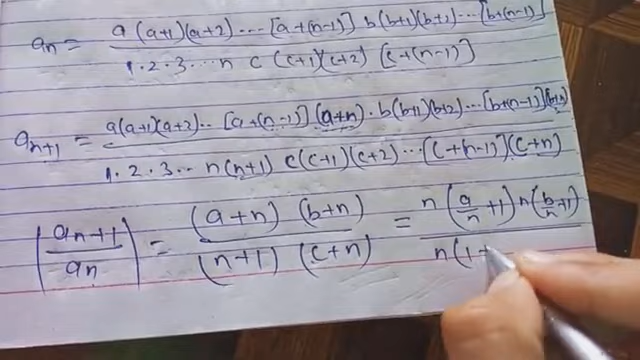 aₙ = a(a+1)(a+2)...[a+(n-1)] b(b+1)(b+2)...[b+(n-1)] / 1·2·3...n c(c+1)(c+2) [c+(n-1)]
aₙ₊₁ = a(a+1)(a+2)...[a+(n-1)](a+n)·b(b+1)(b+2)...[b+(n-1)](b+n) / 1·2·3...n(n+1) c(c+1)(c+2)...[c+(n-1)](c+n)
|aₙ₊₁/aₙ| = (a+n)(b+n) / (n+1)(c+n) = n(a/n+1) n(b/n+1) / n(1+